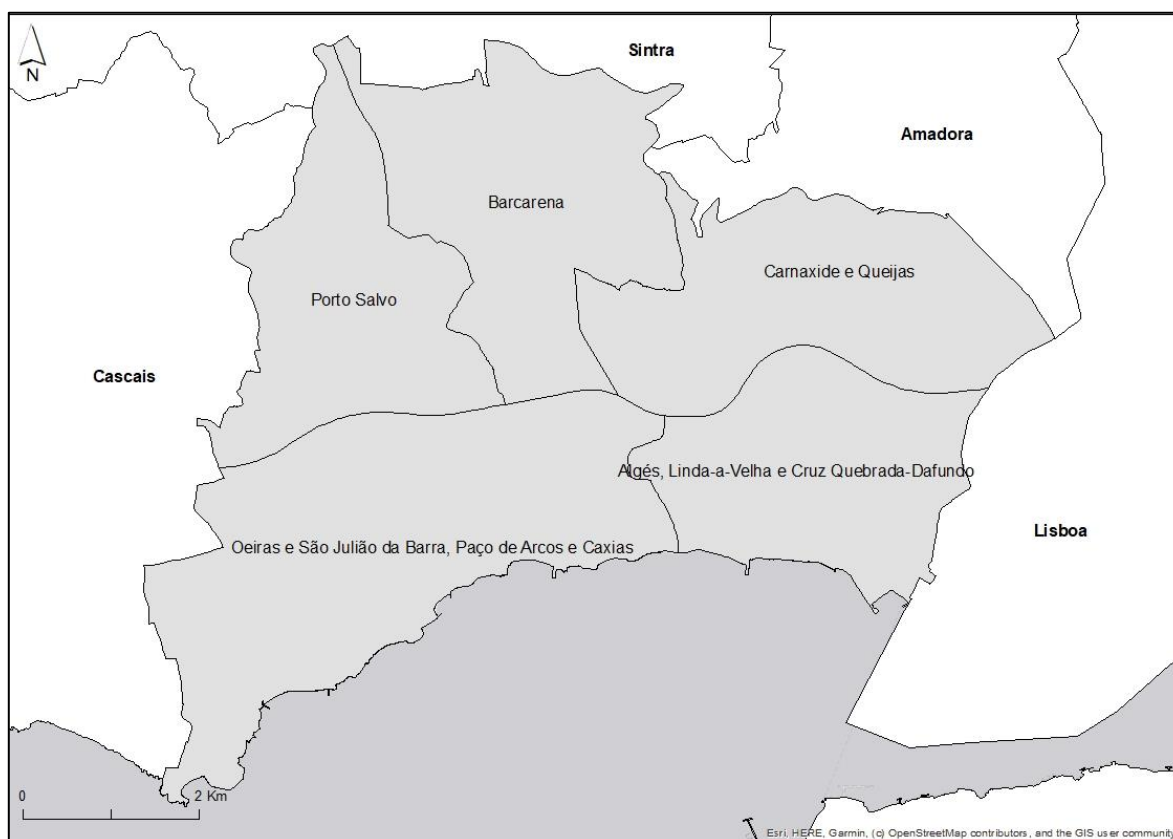 N
Sintra
Amadora
Barcarena
Carnaxide e Queijas
Porto Salvo
Cascais
Algés, Linda-a-Velha e Cruz Quebrada-Dafundo
Lisboa
Oeiras e São Julião da Barra, Paço de Arcos e Caxias
0 2 Km
Esri, HERE, Garmin, (c) OpenStreetMap contributors, and the GIS user community